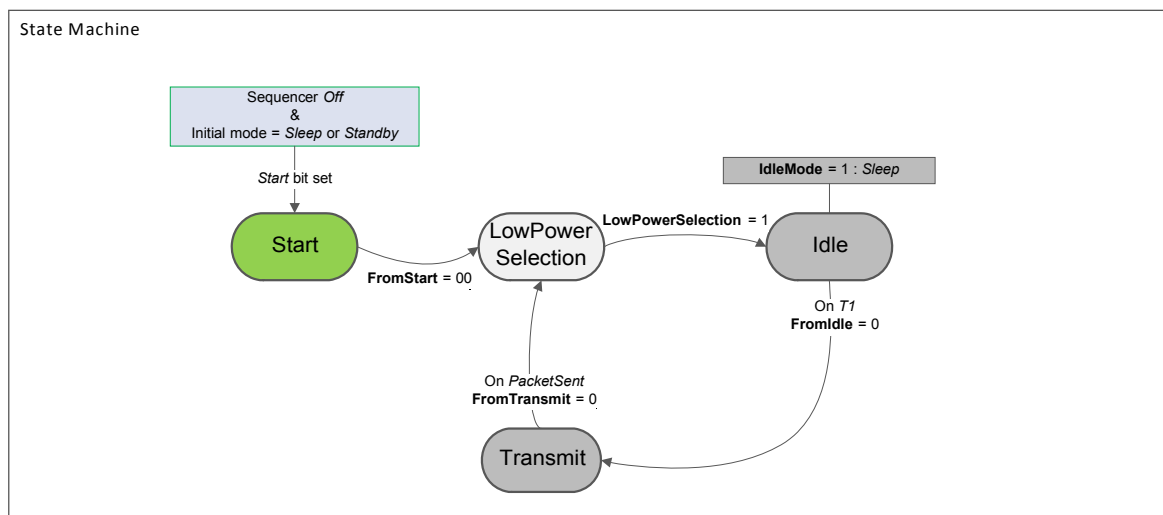 State Machine
Sequencer Off
&
Initial mode = Sleep or Standby
Start bit set
IdleMode = 1 : Sleep
Start
FromStart = 00
LowPower
Selection
LowPowerSelection = 1
Idle
On T1
FromIdle = 0
On PacketSent
FromTransmit = 0
Transmit